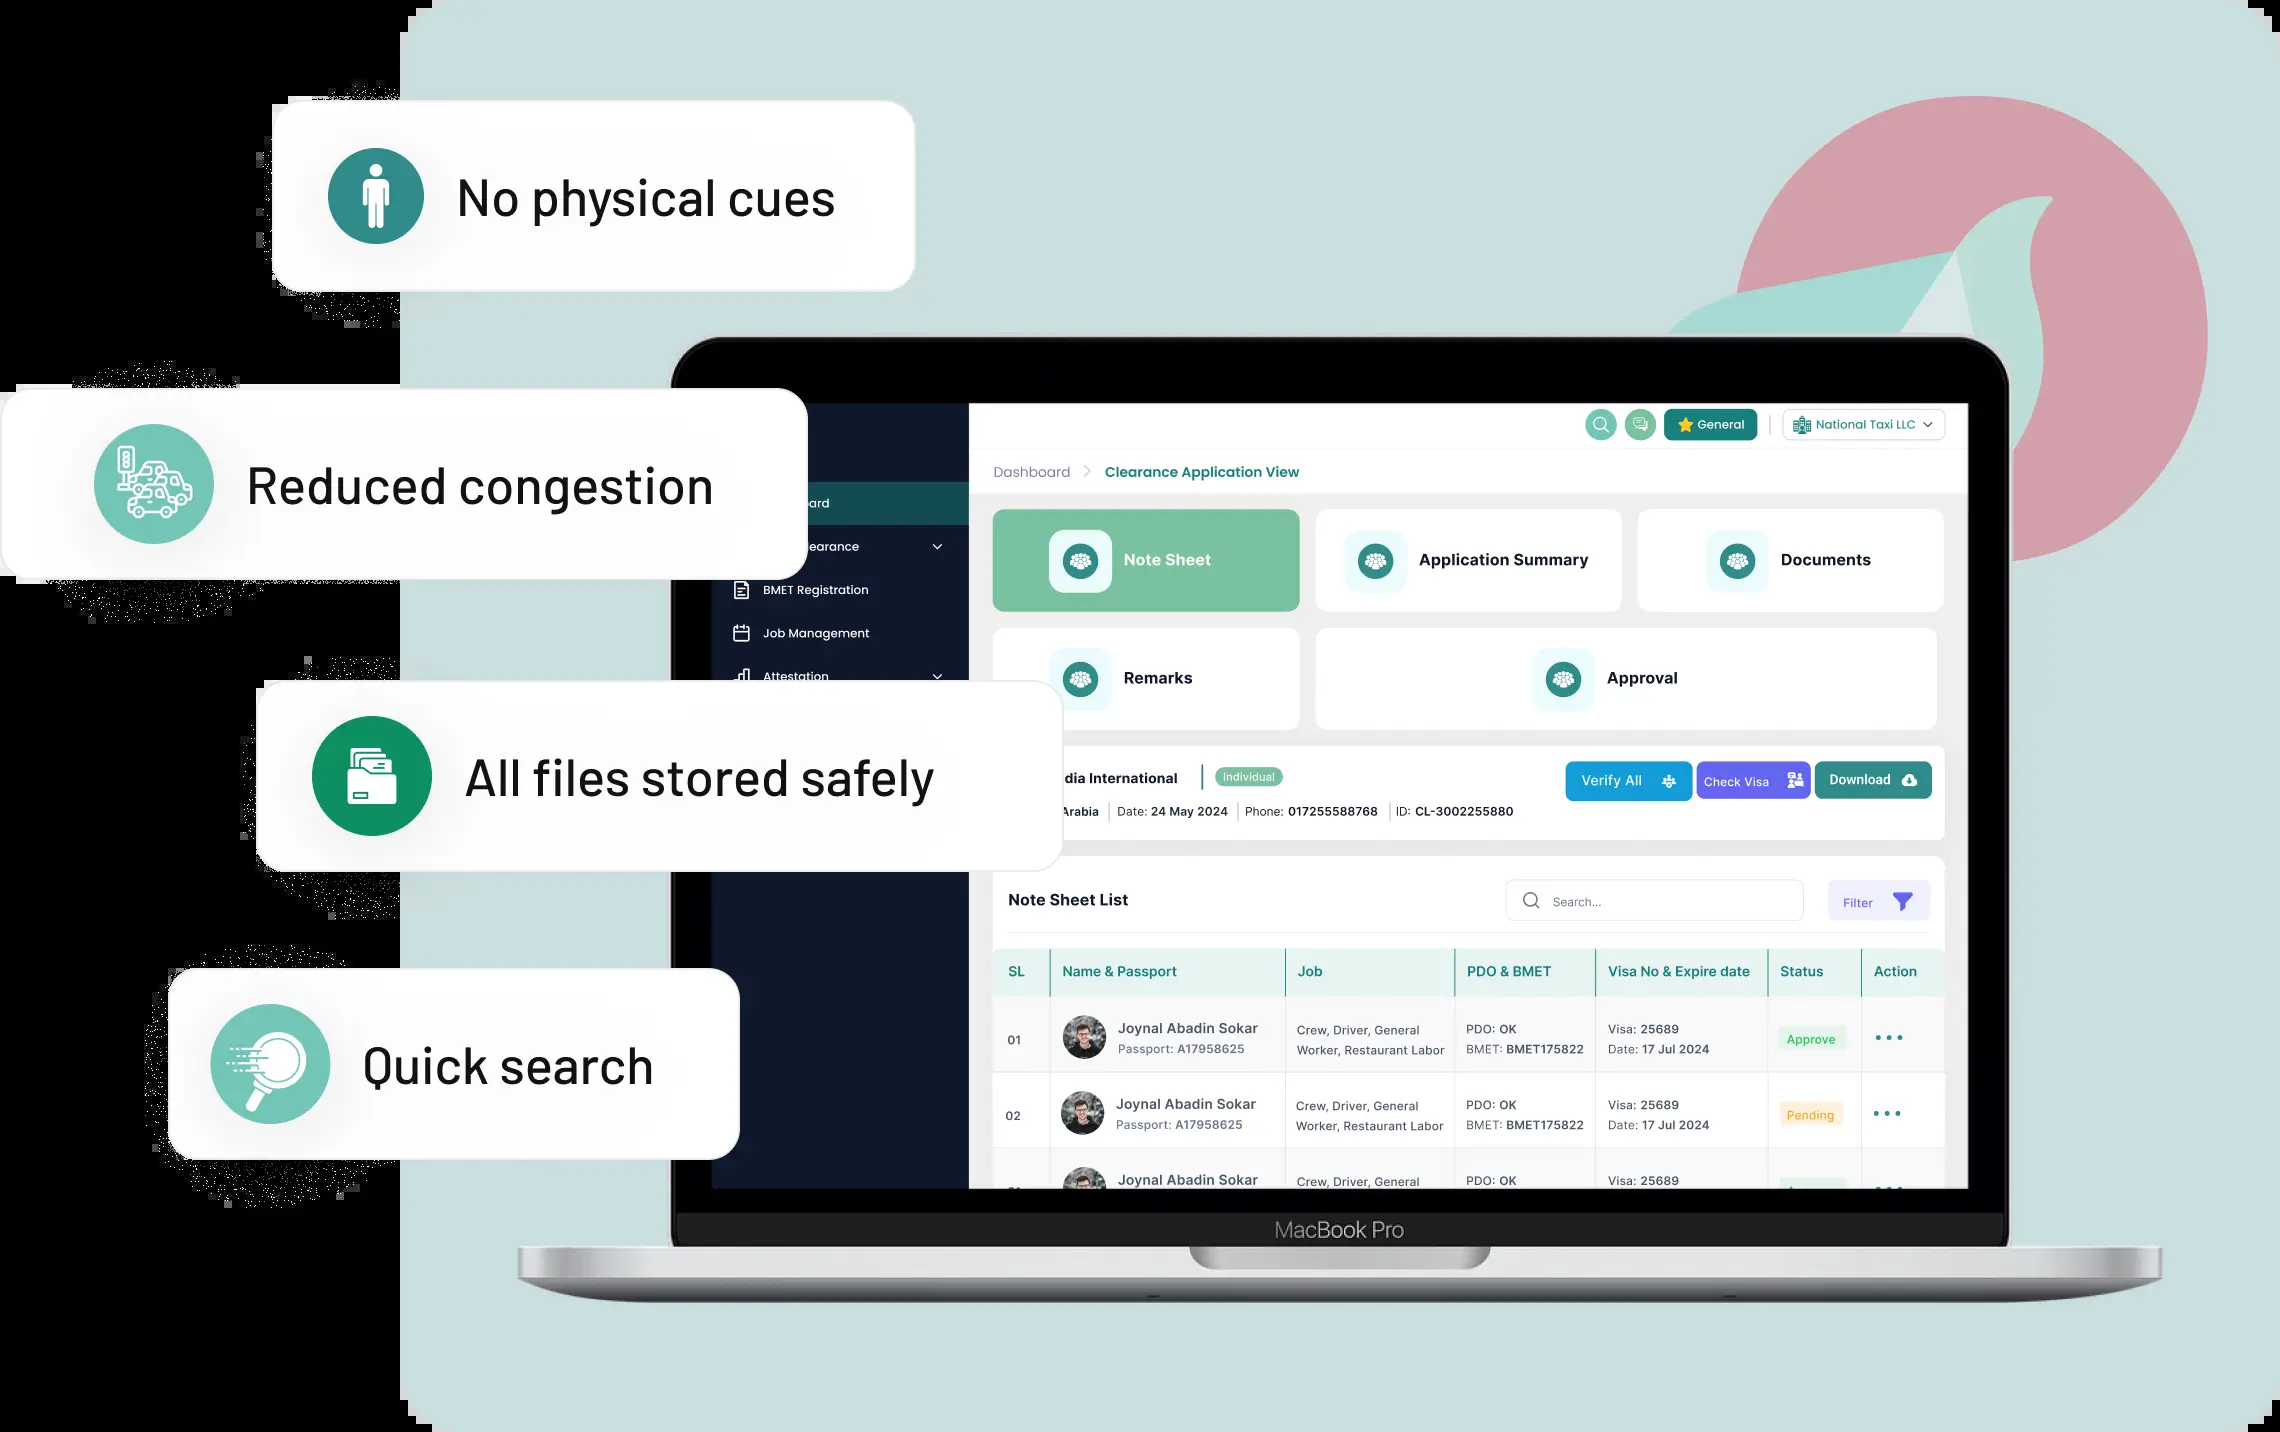 No physical cues
Reduced congestion
All files stored safely
Quick search
General
National Taxi LLC
Dashboard > Clearance Application View
ard
earance
BMET Registration
Job Management
Attestation
Note Sheet
Application Summary
Documents
Remarks
Approval
dia International
Individual
Verify All
Check Visa
Download
Arabia
Date: 24 May 2024
Phone: 017255588768
ID: CL-3002255880
Note Sheet List
Search...
Filter
SL Name & Passport Job PDO & BMET Visa No & Expire date Status Action
01
Joynal Abadin Sokar
Passport: A17958625
Crew, Driver, General
Worker, Restaurant Labor
PDO: OK
BMET: BMET175822
Visa: 25689
Date: 17 Jul 2024
Approve
02
Joynal Abadin Sokar
Passport: A17958625
Crew, Driver, General
Worker, Restaurant Labor
PDO: OK
BMET: BMET175822
Visa: 25689
Date: 17 Jul 2024
Pending
Joynal Abadin Sokar
Crew, Driver, General
PDO: OK
Visa: 25689
MacBook Pro